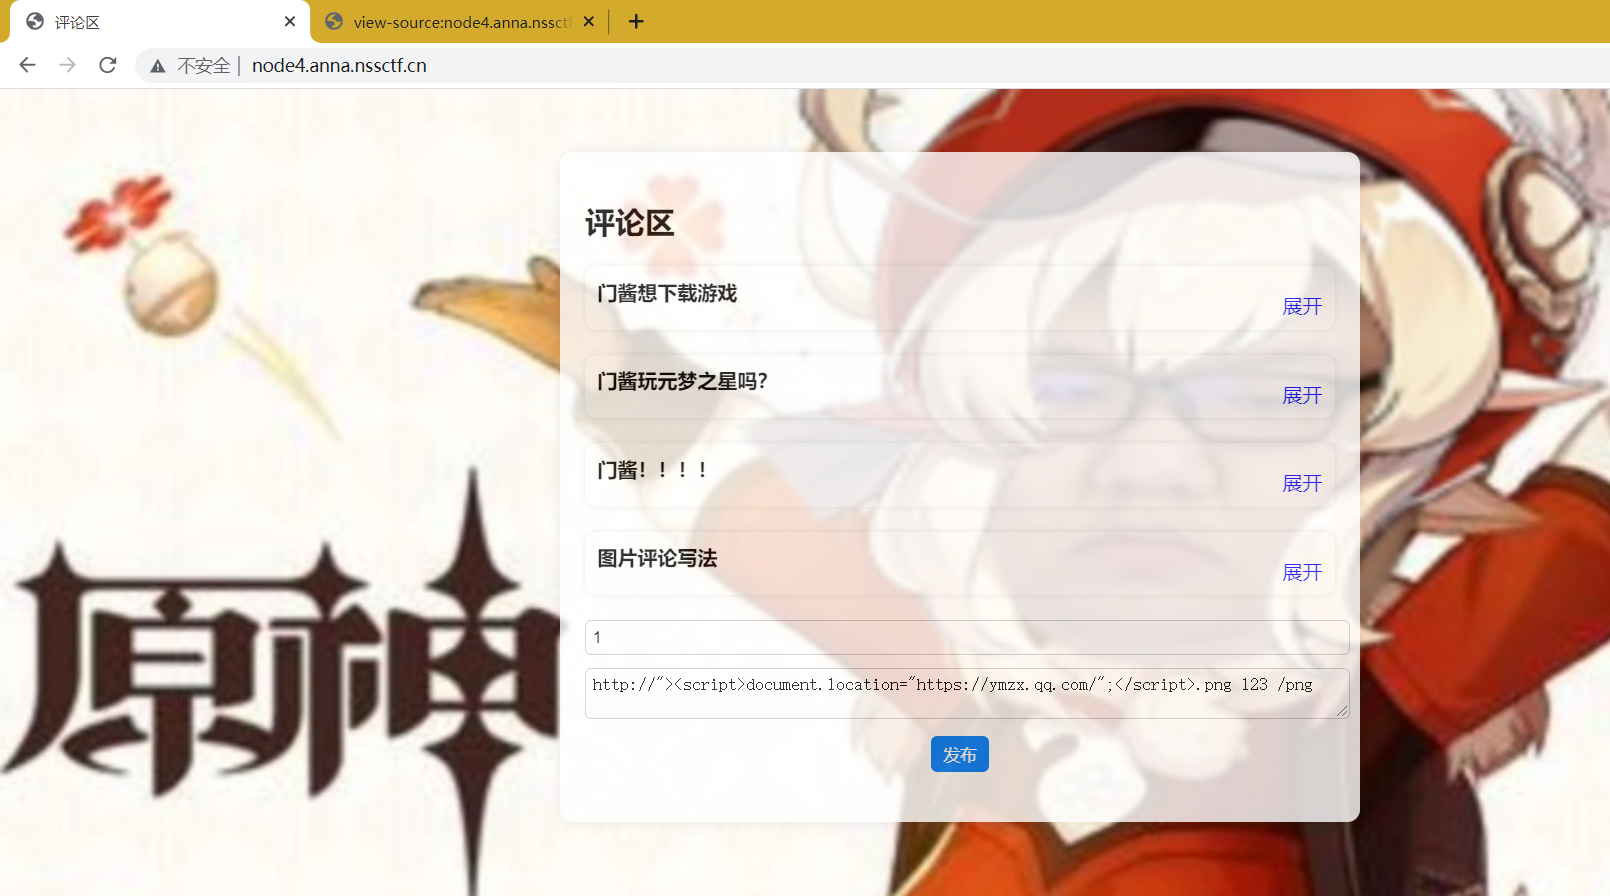 评论区
view-source:node4.anna.nssctf
不安全 | node4.anna.nssctf.cn
评论区
门酱想下载游戏
展开
门酱玩元梦之星吗?
展开
门酱! ! ! !
展开
图片评论写法
展开
1
http://"><script>document.location="https://ymzx.qq.com/";</script>.png 123 /png
发布
原神